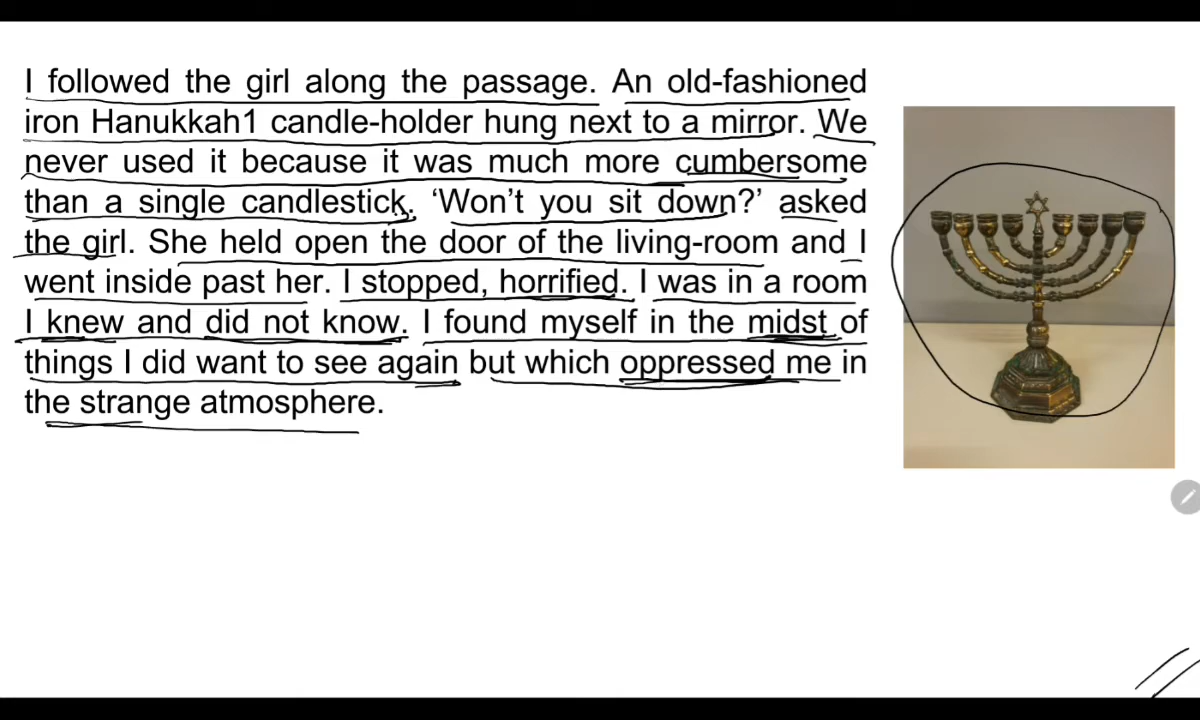 I followed the girl along the passage. An old-fashioned
iron Hanukkah1 candle-holder hung next to a mirror. We
never used it because it was much more cumbersome
than a single candlestick. ‘Won’t you sit down?’ asked
the girl. She held open the door of the living-room and I
went inside past her. I stopped, horrified. I was in a room
I knew and did not know. I found myself in the midst of
things I did want to see again but which oppressed me in
the strange atmosphere.